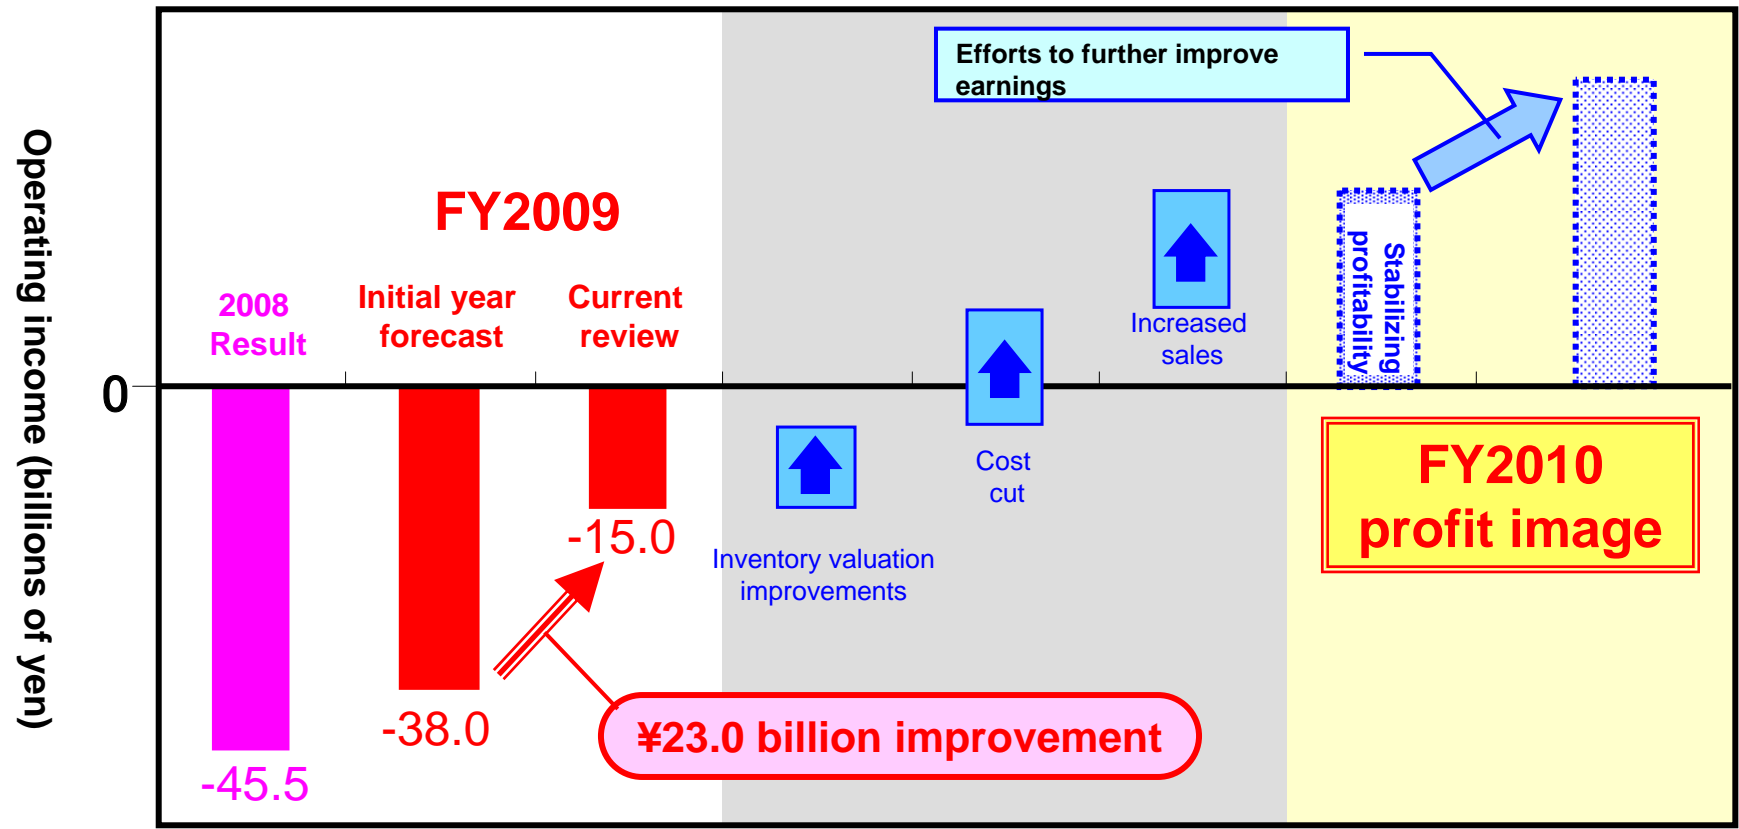 Operating income (billions of yen)
0
FY2009
2008
Result
Initial year
forecast
Current
review
-45.5
-38.0
-15.0
¥23.0 billion improvement
Inventory valuation
improvements
Cost
cut
Increased
sales
Efforts to further improve
earnings
Stabilizing
profitability
FY2010
profit image